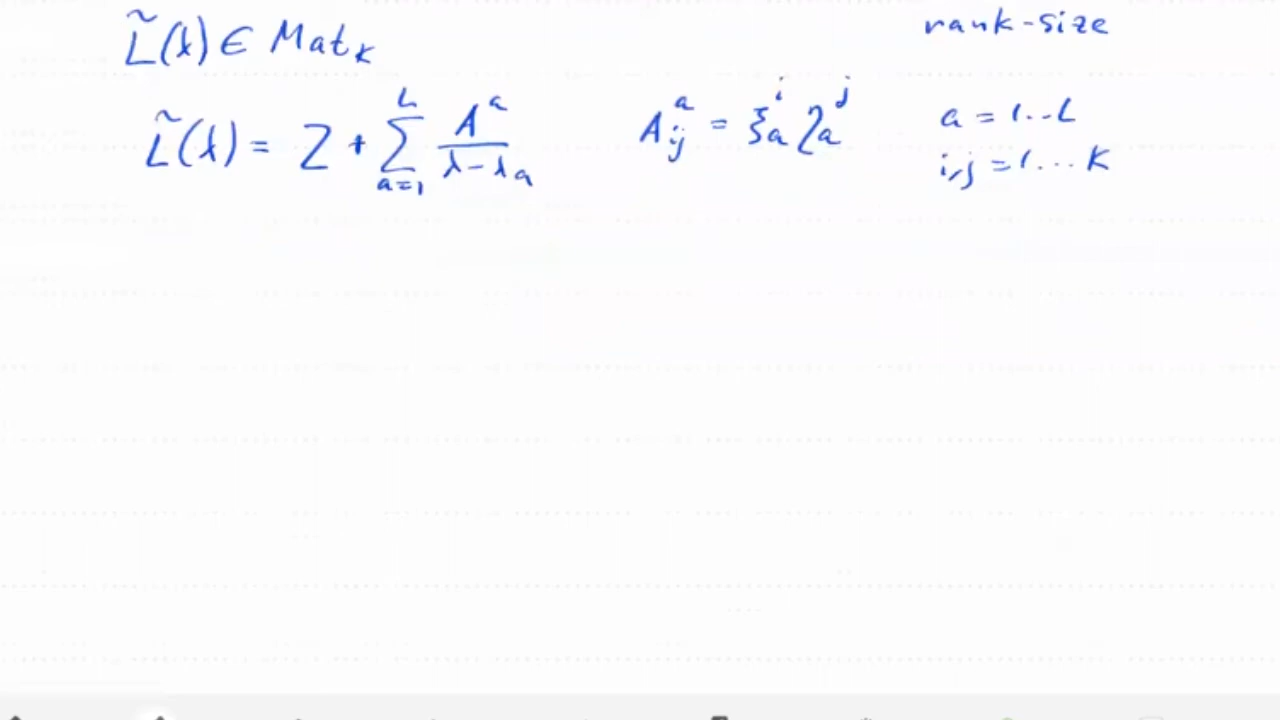 rank-size
L̃(λ) ∈ Mat_K
L̃(λ) = Z + ∑_{a=1}^{L} A^a / (λ - λ_a)   A^a_{ij} = ξ^i_a η^j_a   a = 1..L
i,j = 1...K